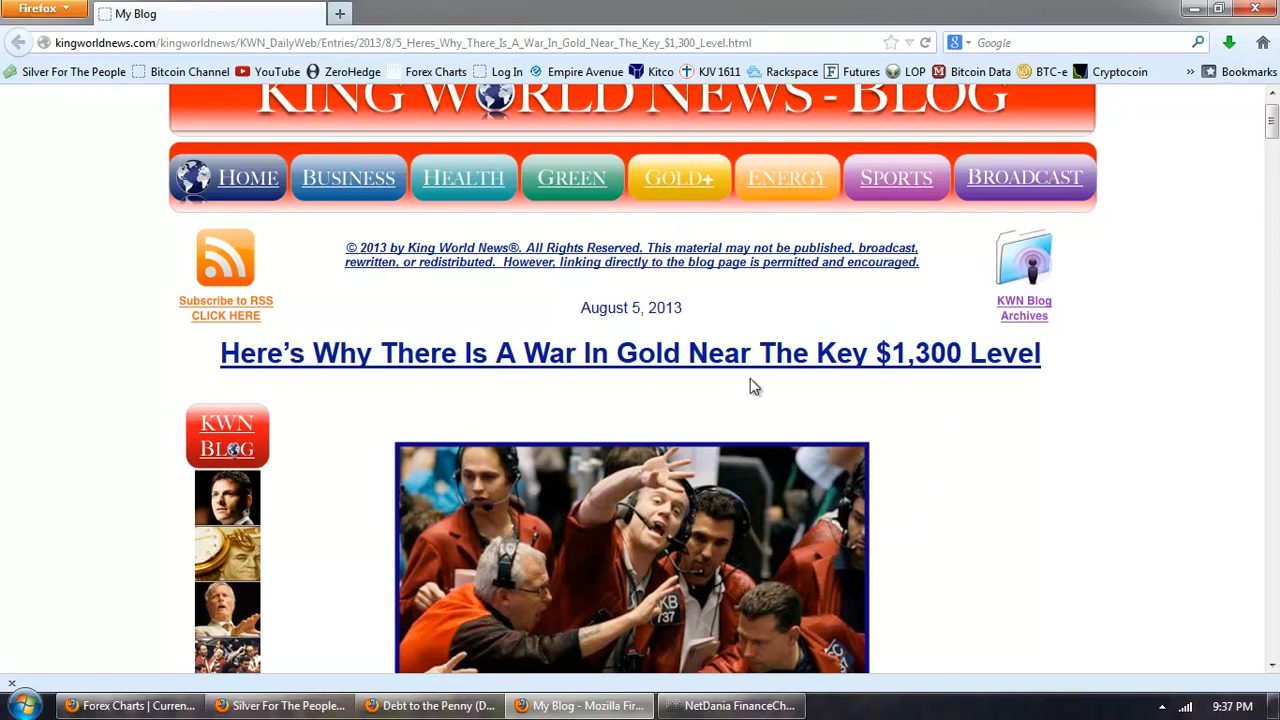 Firefox
My Blog
kingworldnews.com/kingworldnews/KWN_DailyWeb/Entries/2013/8/5_Heres_Why_There_Is_A_War_In_Gold_Near_The_Key_$1,300_Level.html
Google
Silver For The People Bitcoin Channel YouTube ZeroHedge Forex Charts Log In Empire Avenue Kitco KJV 1611 Rackspace Futures LOP Bitcoin Data BTC-e Cryptocoin » Bookmarks
KING WORLD NEWS - BLOG
HOME BUSINESS HEALTH GREEN GOLD+ ENERGY SPORTS BROADCAST
© 2013 by King World News®. All Rights Reserved. This material may not be published, broadcast,
rewritten, or redistributed. However, linking directly to the blog page is permitted and encouraged.
Subscribe to RSS
CLICK HERE
KWN Blog
Archives
August 5, 2013
Here's Why There Is A War In Gold Near The Key $1,300 Level
KWN
BLOG
KB
737
Forex Charts | Curren... Silver For The People... Debt to the Penny (D... My Blog - Mozilla Fir... NetDania FinanceCh... 9:37 PM